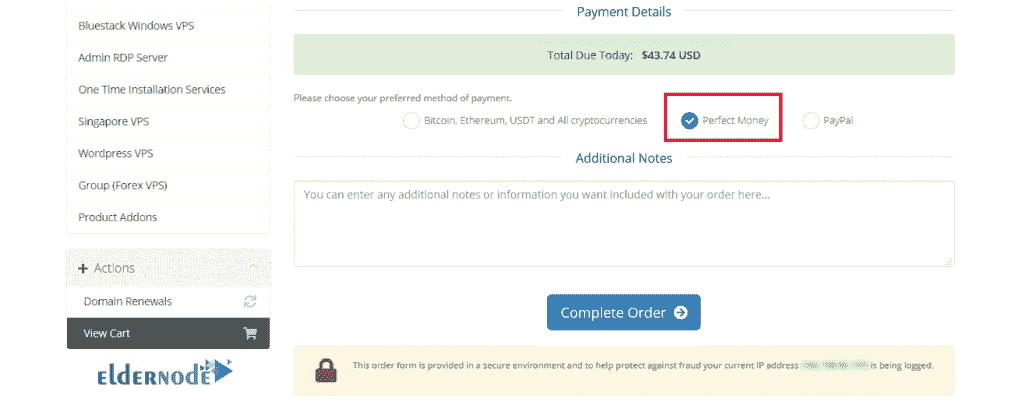 Bluestack Windows VPS
Admin RDP Server
One Time Installation Services
Singapore VPS
Wordpress VPS
Group (Forex VPS)
Product Addons
Actions
Domain Renewals
View Cart
ELDERNODE
Payment Details
Total Due Today: $43.74 USD
Please choose your preferred method of payment.
Bitcoin, Ethereum, USDT and All cryptocurrencies Perfect Money PayPal
Additional Notes
You can enter any additional notes or information you want included with your order here...
Complete Order
This order form is provided in a secure environment and to help protect against fraud your current IP address is being logged.